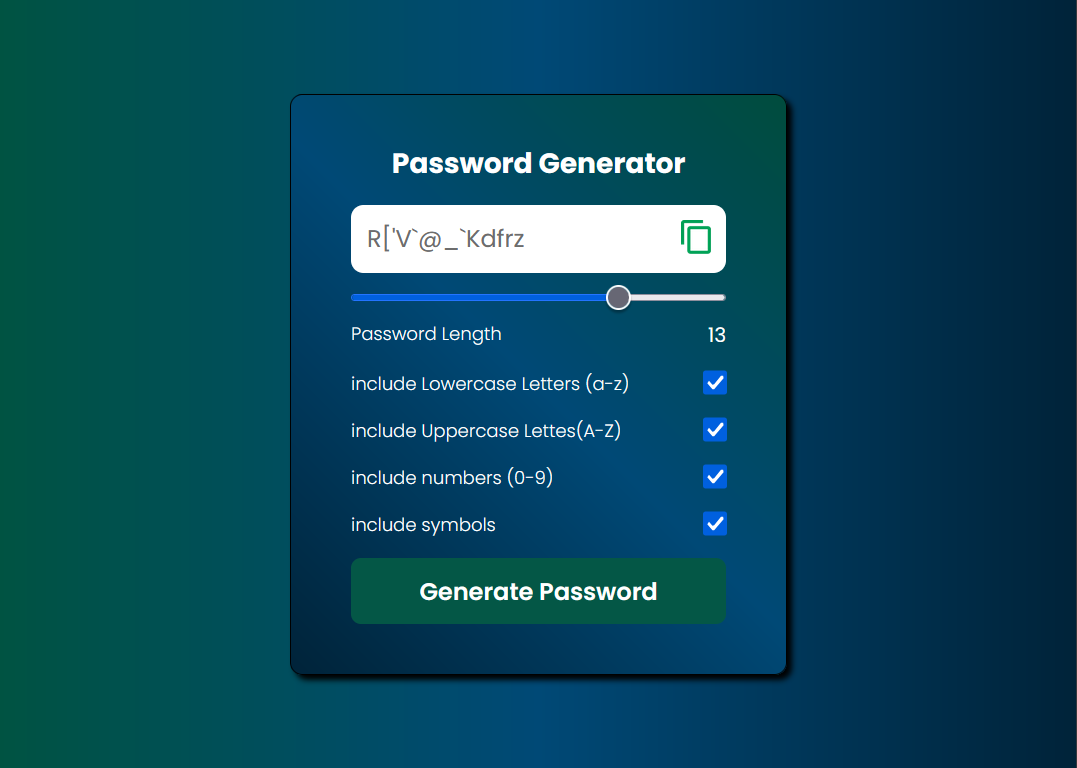 Password Generator
R['V`@_`Kdfrz
Password Length 13
include Lowercase Letters (a-z)
include Uppercase Lettes(A-Z)
include numbers (0-9)
include symbols
Generate Password